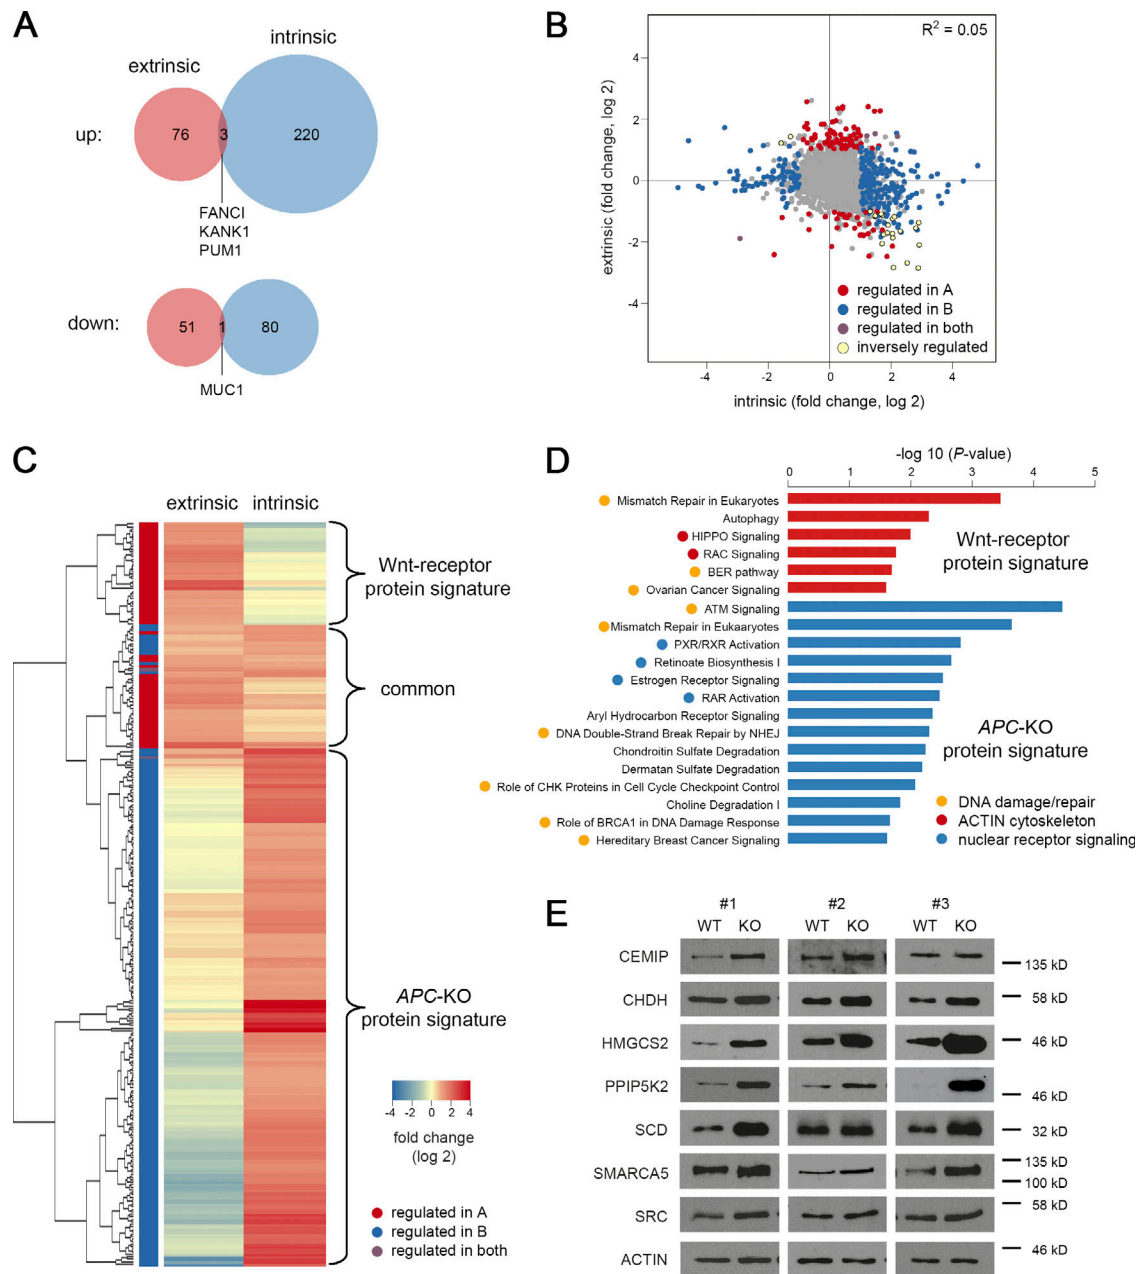 A
intrinsic
extrinsic
up:
76
3
220
FANCI
KANK1
PUM1
down:
51
1
80
MUC1
B
R2 = 0.05
4
2
0
-2
-4
extrinsic (fold change, log 2)
regulated in A
regulated in B
regulated in both
inversely regulated
-4 -2 0 2 4
intrinsic (fold change, log 2)
C
extrinsic intrinsic
Wnt-receptor
protein signature
common
APC-KO
protein signature
-4 -2 0 2 4
fold change
(log 2)
regulated in A
regulated in B
regulated in both
D
-log 10 (P-value)
0 1 2 3 4 5
Mismatch Repair in Eukaryotes
Autophagy
HIPPO Signaling
RAC Signaling
BER pathway
Ovarian Cancer Signaling
Wnt-receptor
protein signature
ATM Signaling
Mismatch Repair in Eukaaryotes
PXR/RXR Activation
Retinoate Biosynthesis I
Estrogen Receptor Signaling
RAR Activation
Aryl Hydrocarbon Receptor Signaling
DNA Double-Strand Break Repair by NHEJ
Chondroitin Sulfate Degradation
Dermatan Sulfate Degradation
Role of CHK Proteins in Cell Cycle Checkpoint Control
Choline Degradation I
Role of BRCA1 in DNA Damage Response
Hereditary Breast Cancer Signaling
APC-KO
protein signature
DNA damage/repair
ACTIN cytoskeleton
nuclear receptor signaling
E
#1 #2 #3
WT KO WT KO WT KO
CEMIP 135 kD
CHDH 58 kD
HMGCS2 46 kD
PPIP5K2 46 kD
SCD 32 kD
SMARCA5 135 kD
100 kD
SRC 58 kD
ACTIN 46 kD